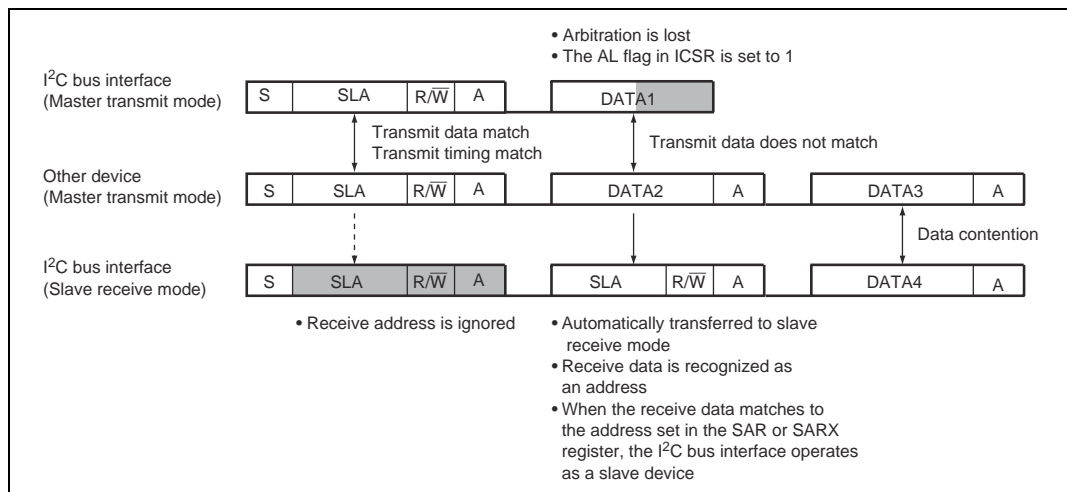 • Arbitration is lost
• The AL flag in ICSR is set to 1
I2C bus interface
(Master transmit mode)
S SLA R/W̅ A DATA1
Transmit data match
Transmit timing match
Transmit data does not match
Other device
(Master transmit mode)
S SLA R/W̅ A DATA2 A DATA3 A
Data contention
I2C bus interface
(Slave receive mode)
S SLA R/W̅ A SLA R/W̅ A DATA4 A
• Receive address is ignored
• Automatically transferred to slave
receive mode
• Receive data is recognized as
an address
• When the receive data matches to
the address set in the SAR or SARX
register, the I2C bus interface operates
as a slave device